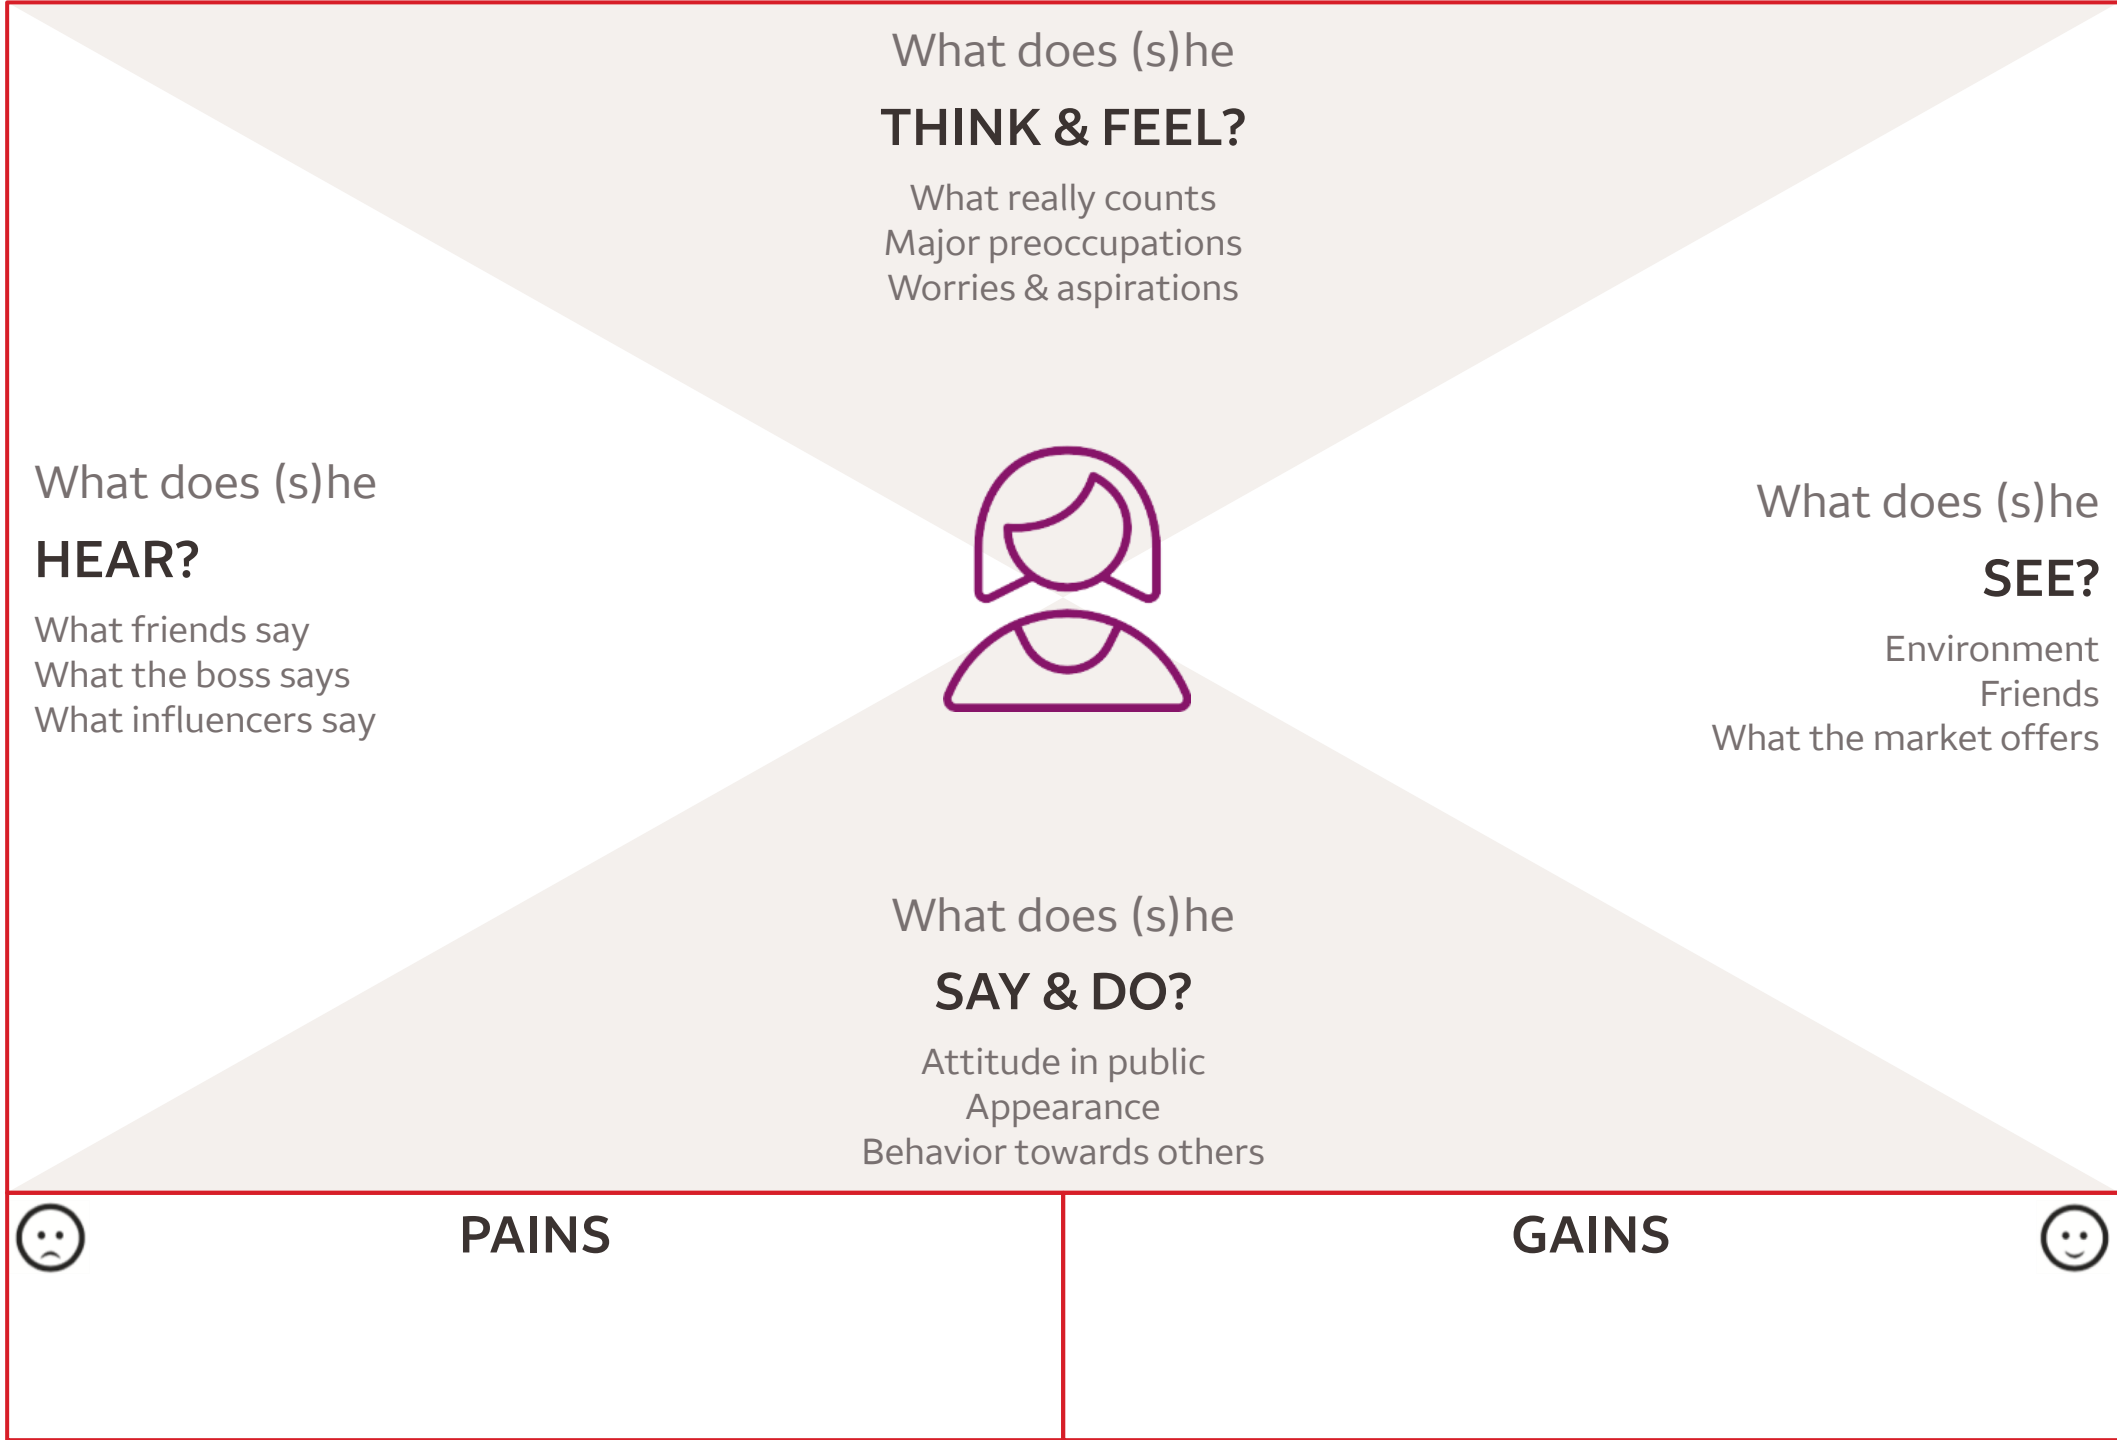 What does (s)he
THINK & FEEL?
What really counts
Major preoccupations
Worries & aspirations
What does (s)he
HEAR?
What friends say
What the boss says
What influencers say
What does (s)he
SEE?
Environment
Friends
What the market offers
What does (s)he
SAY & DO?
Attitude in public
Appearance
Behavior towards others
PAINS
GAINS